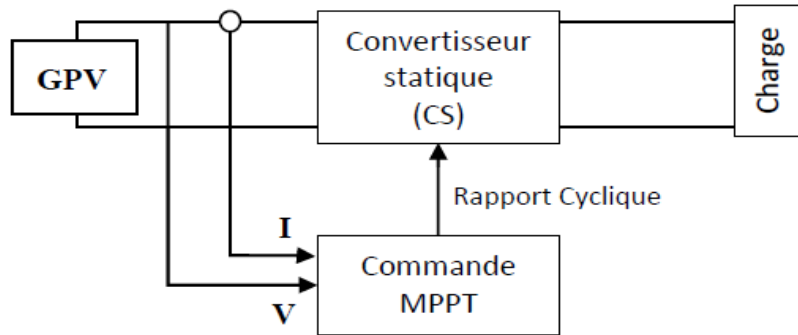 GPV
Convertisseur
statique
(CS)
Charge
Rapport Cyclique
I
V
Commande
MPPT